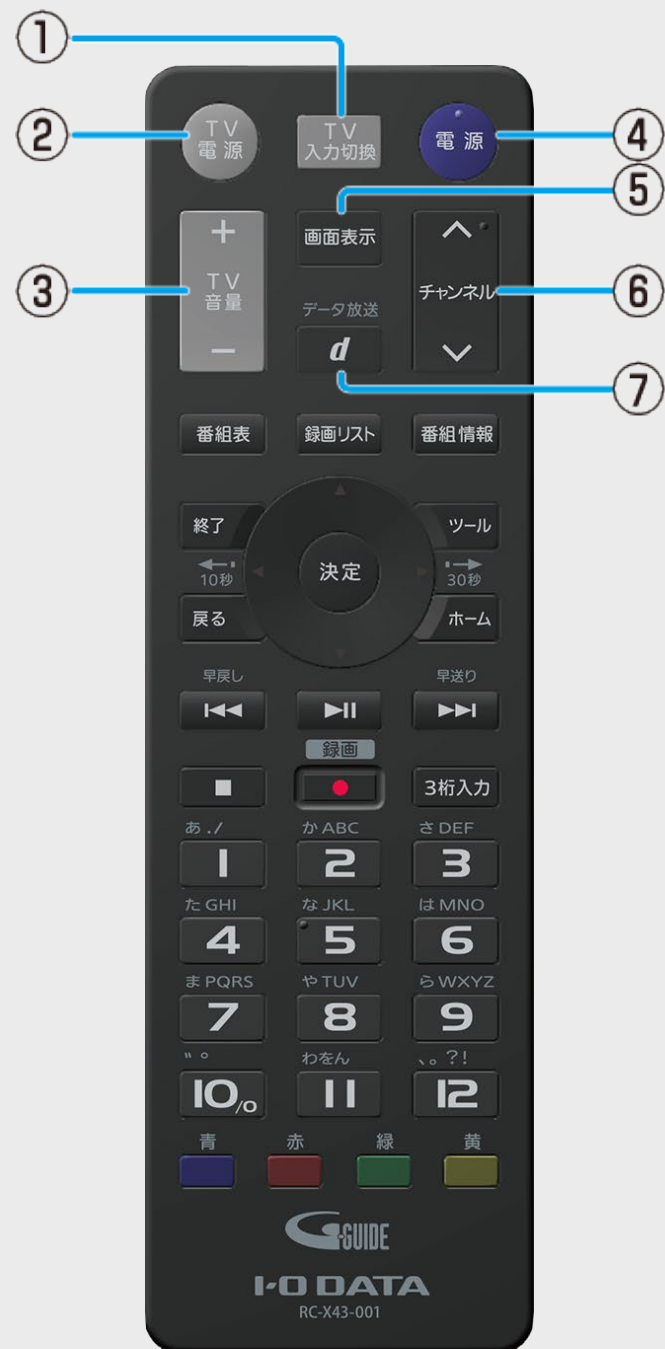 ①
②
TV
電源
TV
入力切換
電源
④
⑤
+
TV
音量
−
③
画面表示
チャンネル
⑥
データ放送
d
⑦
番組表
録画リスト
番組情報
終了
ツール
10秒
決定
30秒
戻る
ホーム
早戻し
早送り
録画
3桁入力
あ./
かABC
さDEF
1
2
3
たGHI
なJKL
はMNO
4
5
6
まPQRS
やTUV
らWXYZ
7
8
9
゛゜
わをん
、。?!
10/0
11
12
青
赤
緑
黄
G-GUIDE
I-O DATA
RC-X43-001